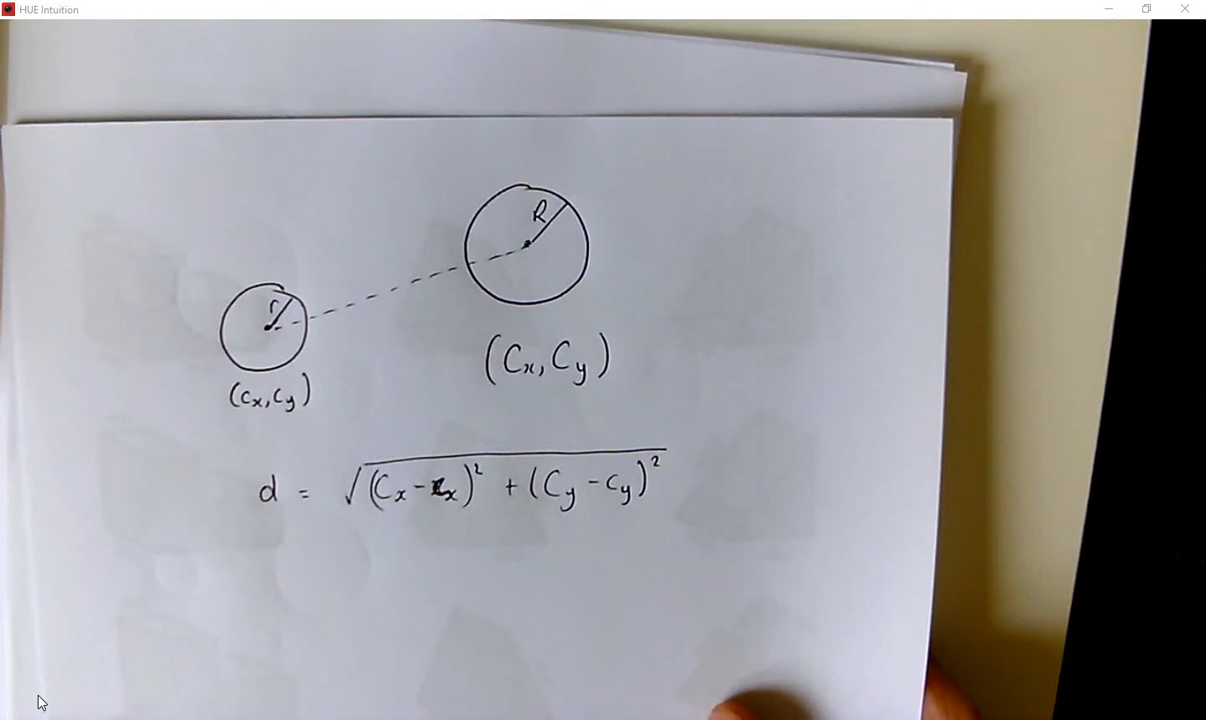 HUE Intuition
R
r
(Cx, Cy)
(cx, cy)
d = √(Cx - cx)² + (Cy - cy)²